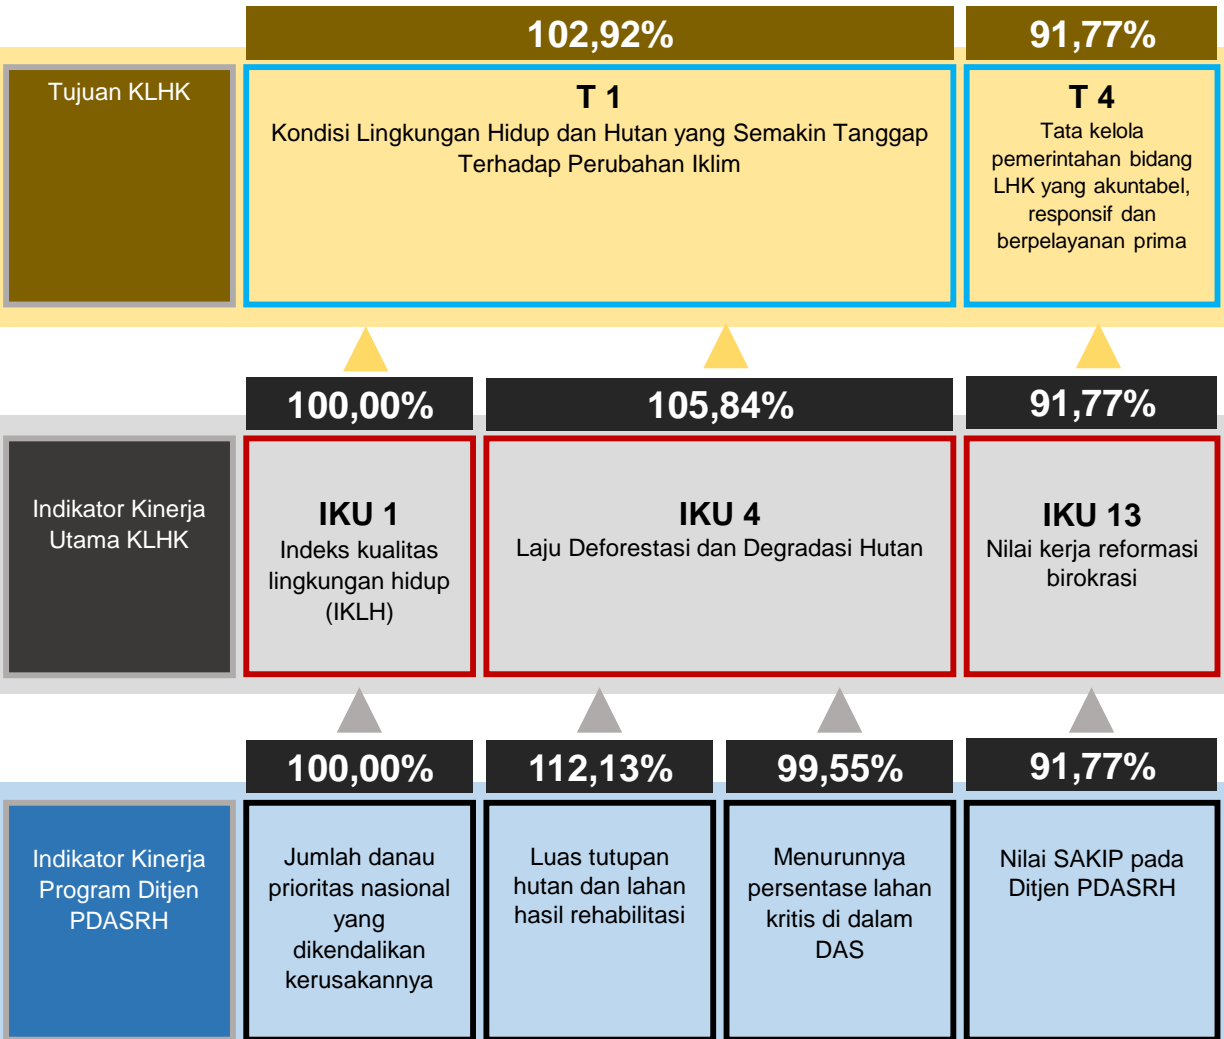 102,92%
91,77%
Tujuan KLHK
T 1
Kondisi Lingkungan Hidup dan Hutan yang Semakin Tanggap
Terhadap Perubahan Iklim
T 4
Tata kelola
pemerintahan bidang
LHK yang akuntabel,
responsif dan
berpelayanan prima
100,00%
105,84%
91,77%
Indikator Kinerja
Utama KLHK
IKU 1
Indeks kualitas
lingkungan hidup
(IKLH)
IKU 4
Laju Deforestasi dan Degradasi Hutan
IKU 13
Nilai kerja reformasi
birokrasi
100,00%
112,13%
99,55%
91,77%
Indikator Kinerja
Program Ditjen
PDASRH
Jumlah danau
prioritas nasional
yang
dikendalikan
kerusakannya
Luas tutupan
hutan dan lahan
hasil rehabilitasi
Menurunnya
persentase lahan
kritis di dalam
DAS
Nilai SAKIP pada
Ditjen PDASRH